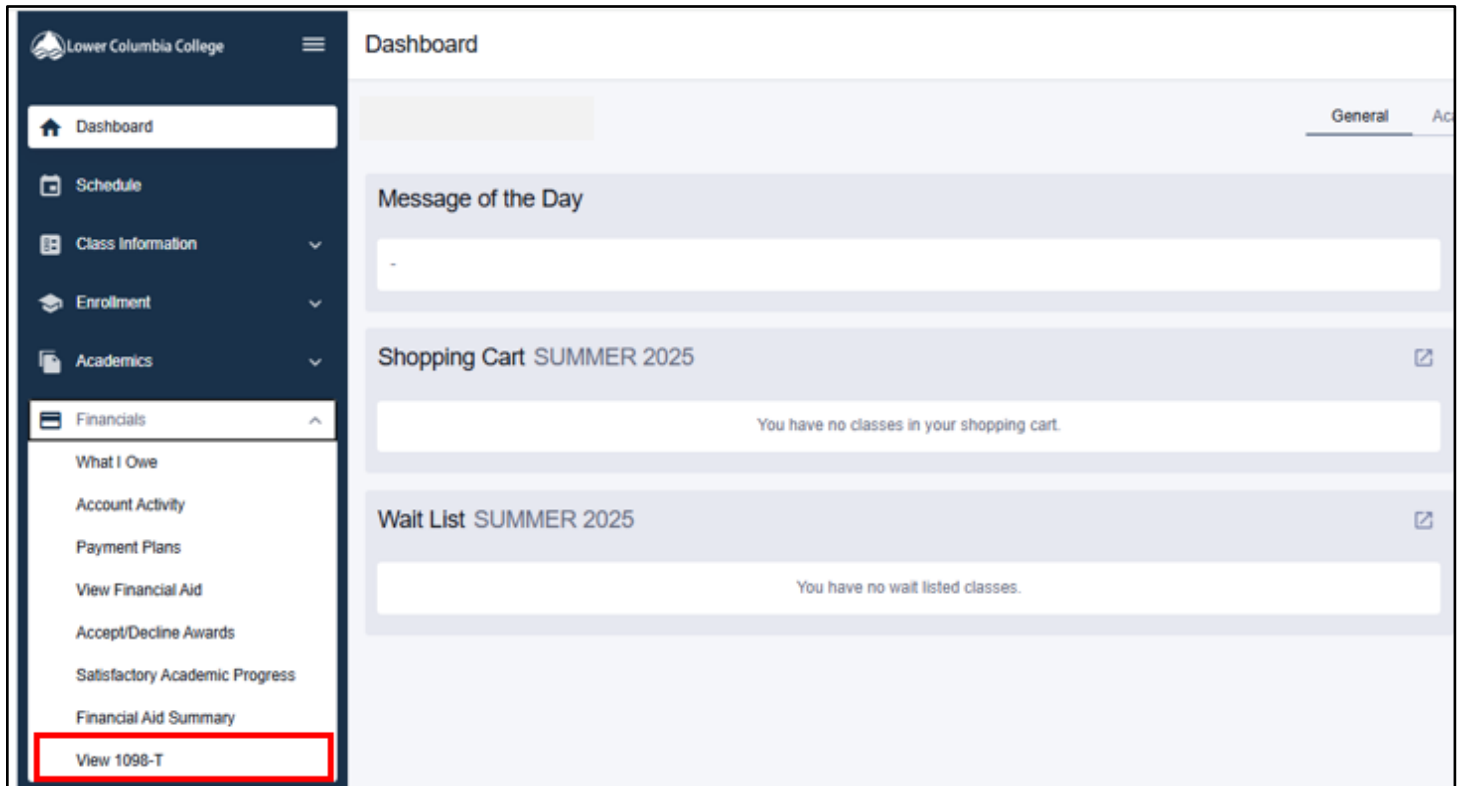 Lower Columbia College
Dashboard
Dashboard
Schedule
Class Information
Enrollment
Academics
Financials
What I Owe
Account Activity
Payment Plans
View Financial Aid
Accept/Decline Awards
Satisfactory Academic Progress
Financial Aid Summary
View 1098-T
General Aca
Message of the Day
-
Shopping Cart SUMMER 2025
You have no classes in your shopping cart.
Wait List SUMMER 2025
You have no wait listed classes.